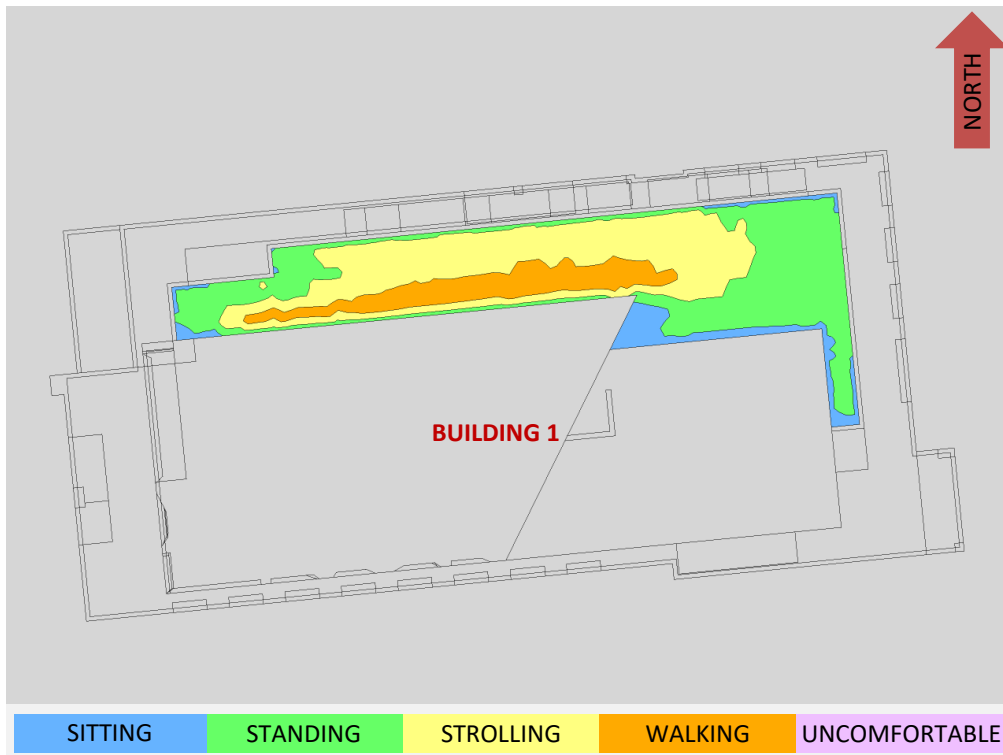 NORTH
BUILDING 1
SITTING
STANDING
STROLLING
WALKING
UNCOMFORTABLE